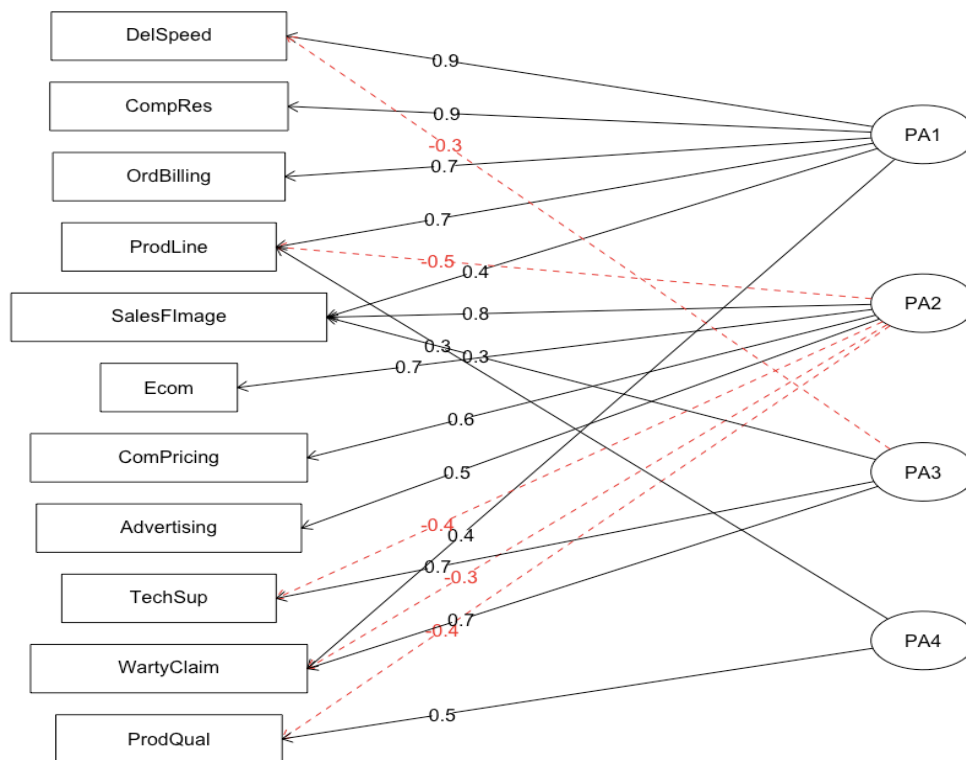 DelSpeed
0.9
CompRes
0.9
PA1
-0.3
OrdBilling
0.7
ProdLine
0.7
-0.5
0.4
PA2
SalesFImage
0.8
0.3
0.3
Ecom
0.7
0.6
ComPricing
0.5
PA3
Advertising
-0.4
0.4
0.7
-0.3
TechSup
0.7
-0.4
PA4
WartyClaim
0.5
ProdQual